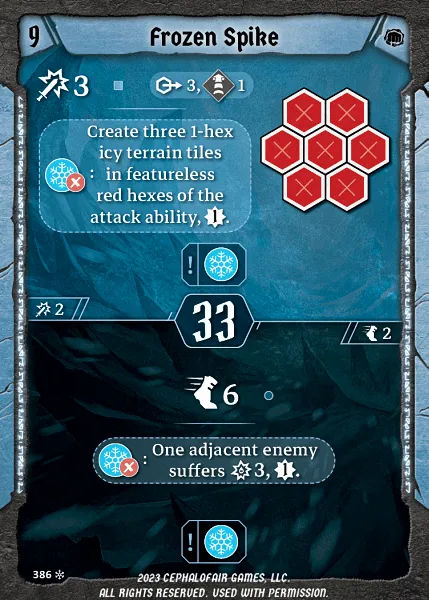 9
Frozen Spike
3
3,
1
Create three 1-hex
icy terrain tiles
: in featureless
red hexes of the
attack ability, 1.
!
2
33
2
6
: One adjacent enemy
suffers 3, 1.
!
386
2023 CEPHALOFAIR GAMES, LLC.
ALL RIGHTS RESERVED. USED WITH PERMISSION.